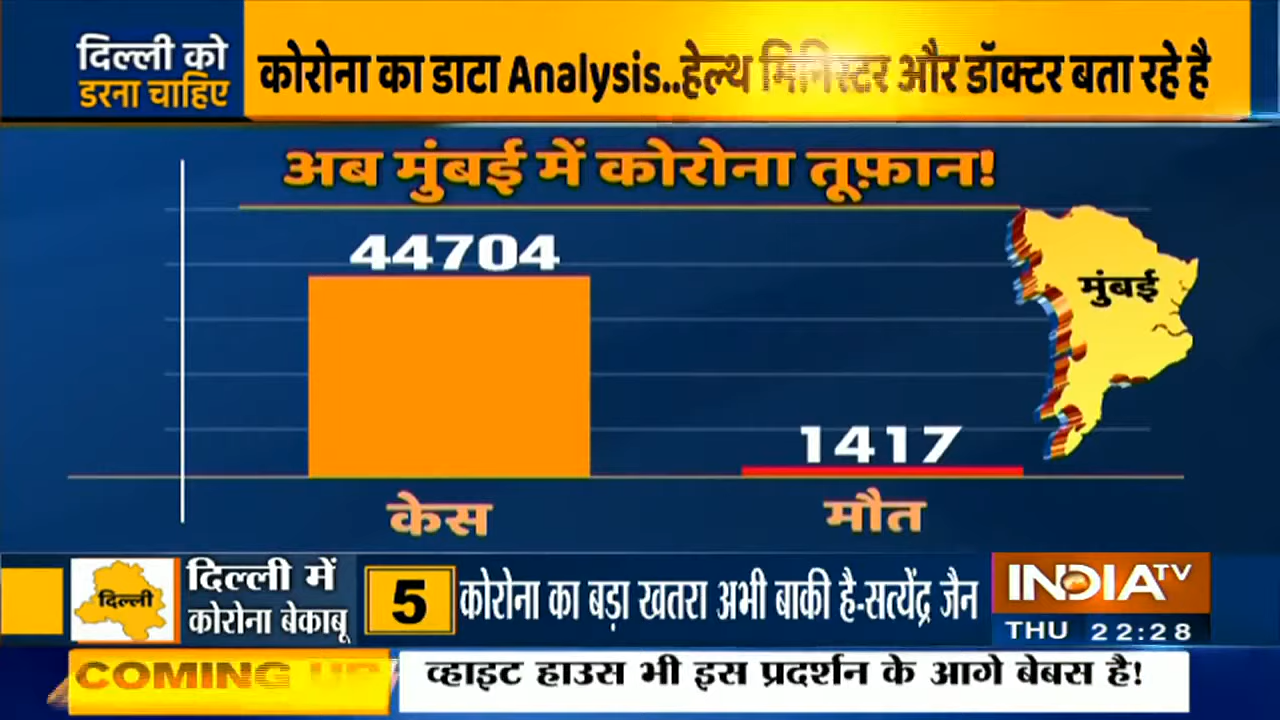 दिल्ली को
डरना चाहिए
कोरोना का डाटा Analysis..हेल्थ मिनिस्टर और डॉक्टर बता रहे है
अब मुंबई में कोरोना तूफ़ान!
44704
मुंबई
1417
केस
मौत
दिल्ली
दिल्ली में
कोरोना बेकाबू
5
कोरोना का बड़ा खतरा अभी बाकी है-सत्येंद्र जैन
INDIA TV
THU 22:28
COMING UP
व्हाइट हाउस भी इस प्रदर्शन के आगे बेबस है!